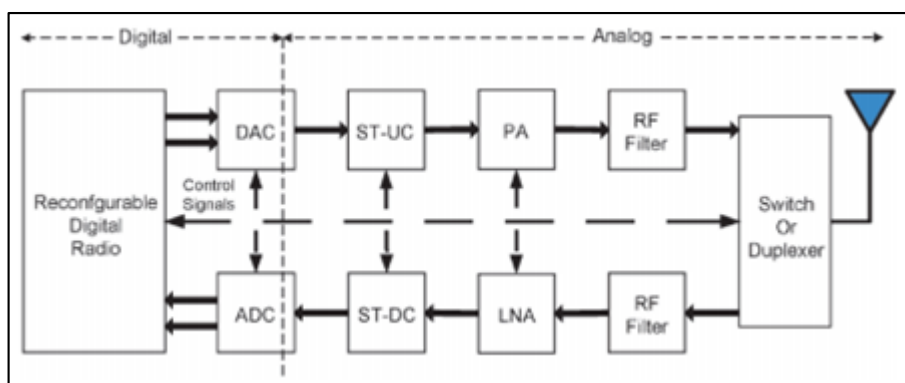 Digital
Analog
Reconfgurable
Digital
Radio
DAC
ST-UC
PA
RF
Filter
Control
Signals
Switch
Or
Duplexer
ADC
ST-DC
LNA
RF
Filter